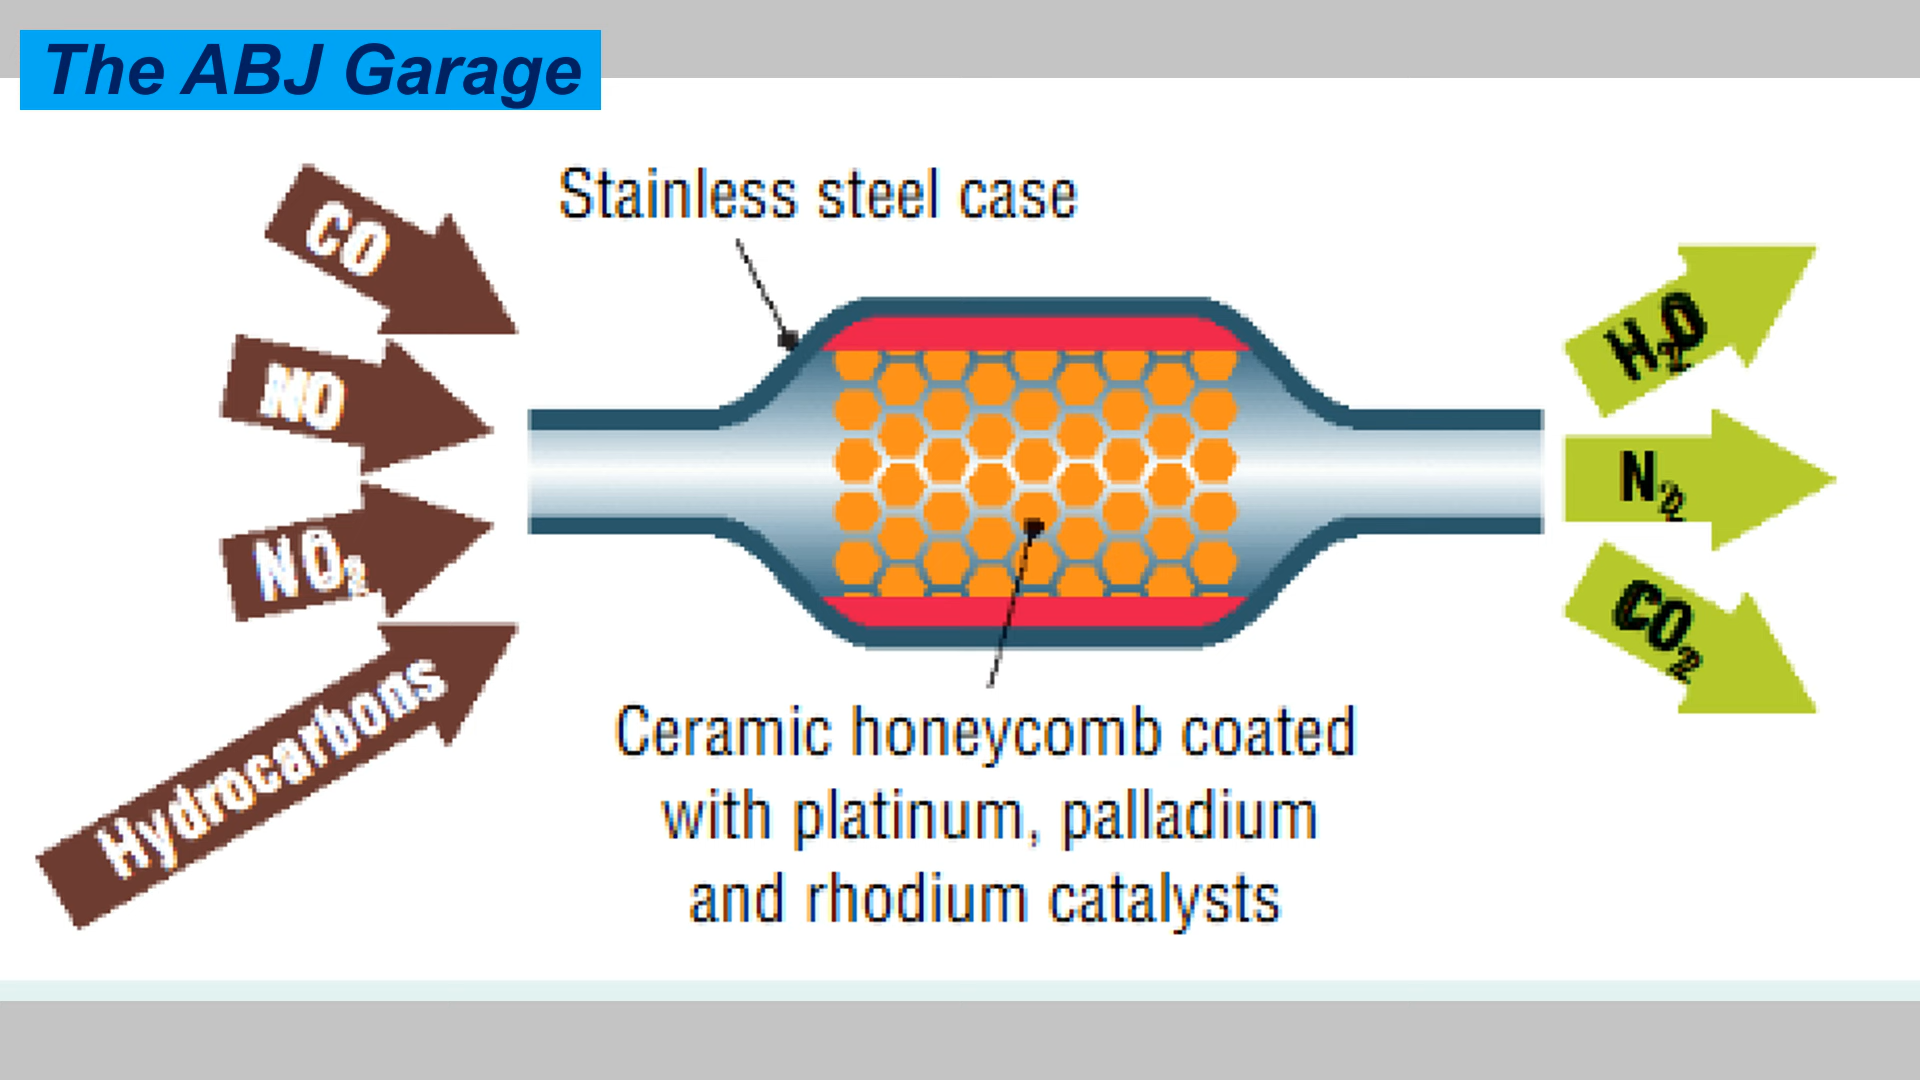 The ABJ Garage
Stainless steel case
CO
NO
NO₂
Hydrocarbons
H₂O
N₂
CO₂
Ceramic honeycomb coated
with platinum, palladium
and rhodium catalysts